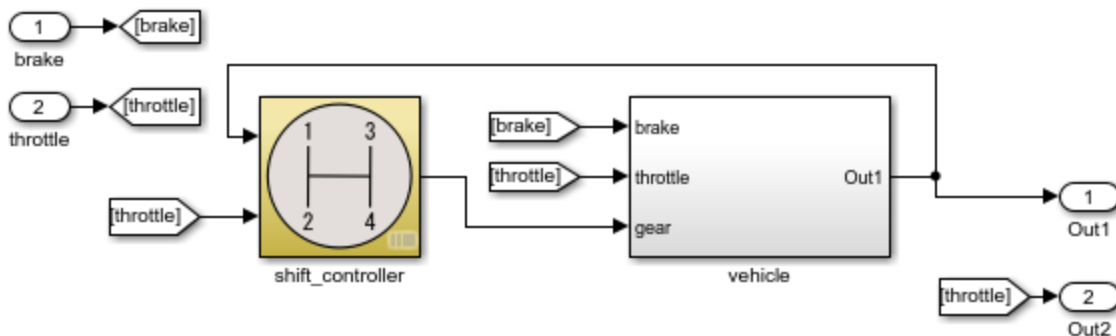 1
[brake]
brake
2
[throttle]
throttle
[throttle]
1 3
2 4
shift_controller
[brake]
[throttle]
brake
throttle
gear
Out1
vehicle
1
Out1
[throttle]
2
Out2